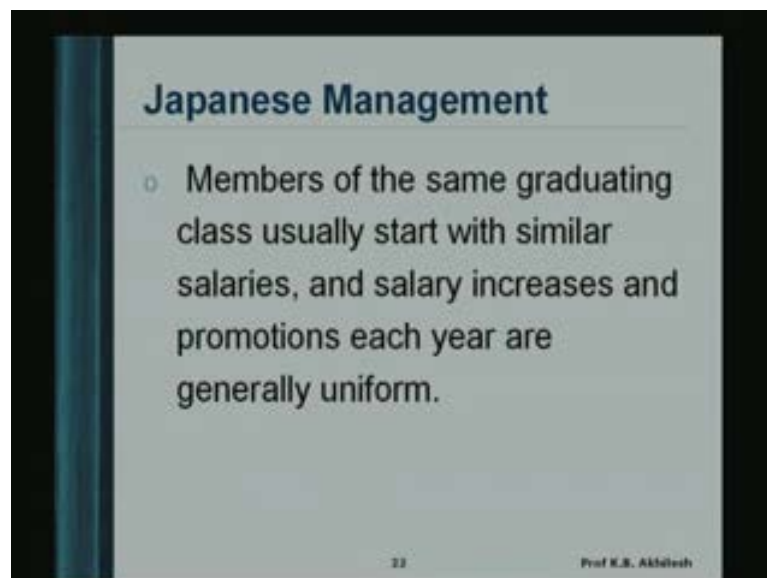 Japanese Management
o Members of the same graduating
class usually start with similar
salaries, and salary increases and
promotions each year are
generally uniform.
22
Prof K.B. Akhilesh